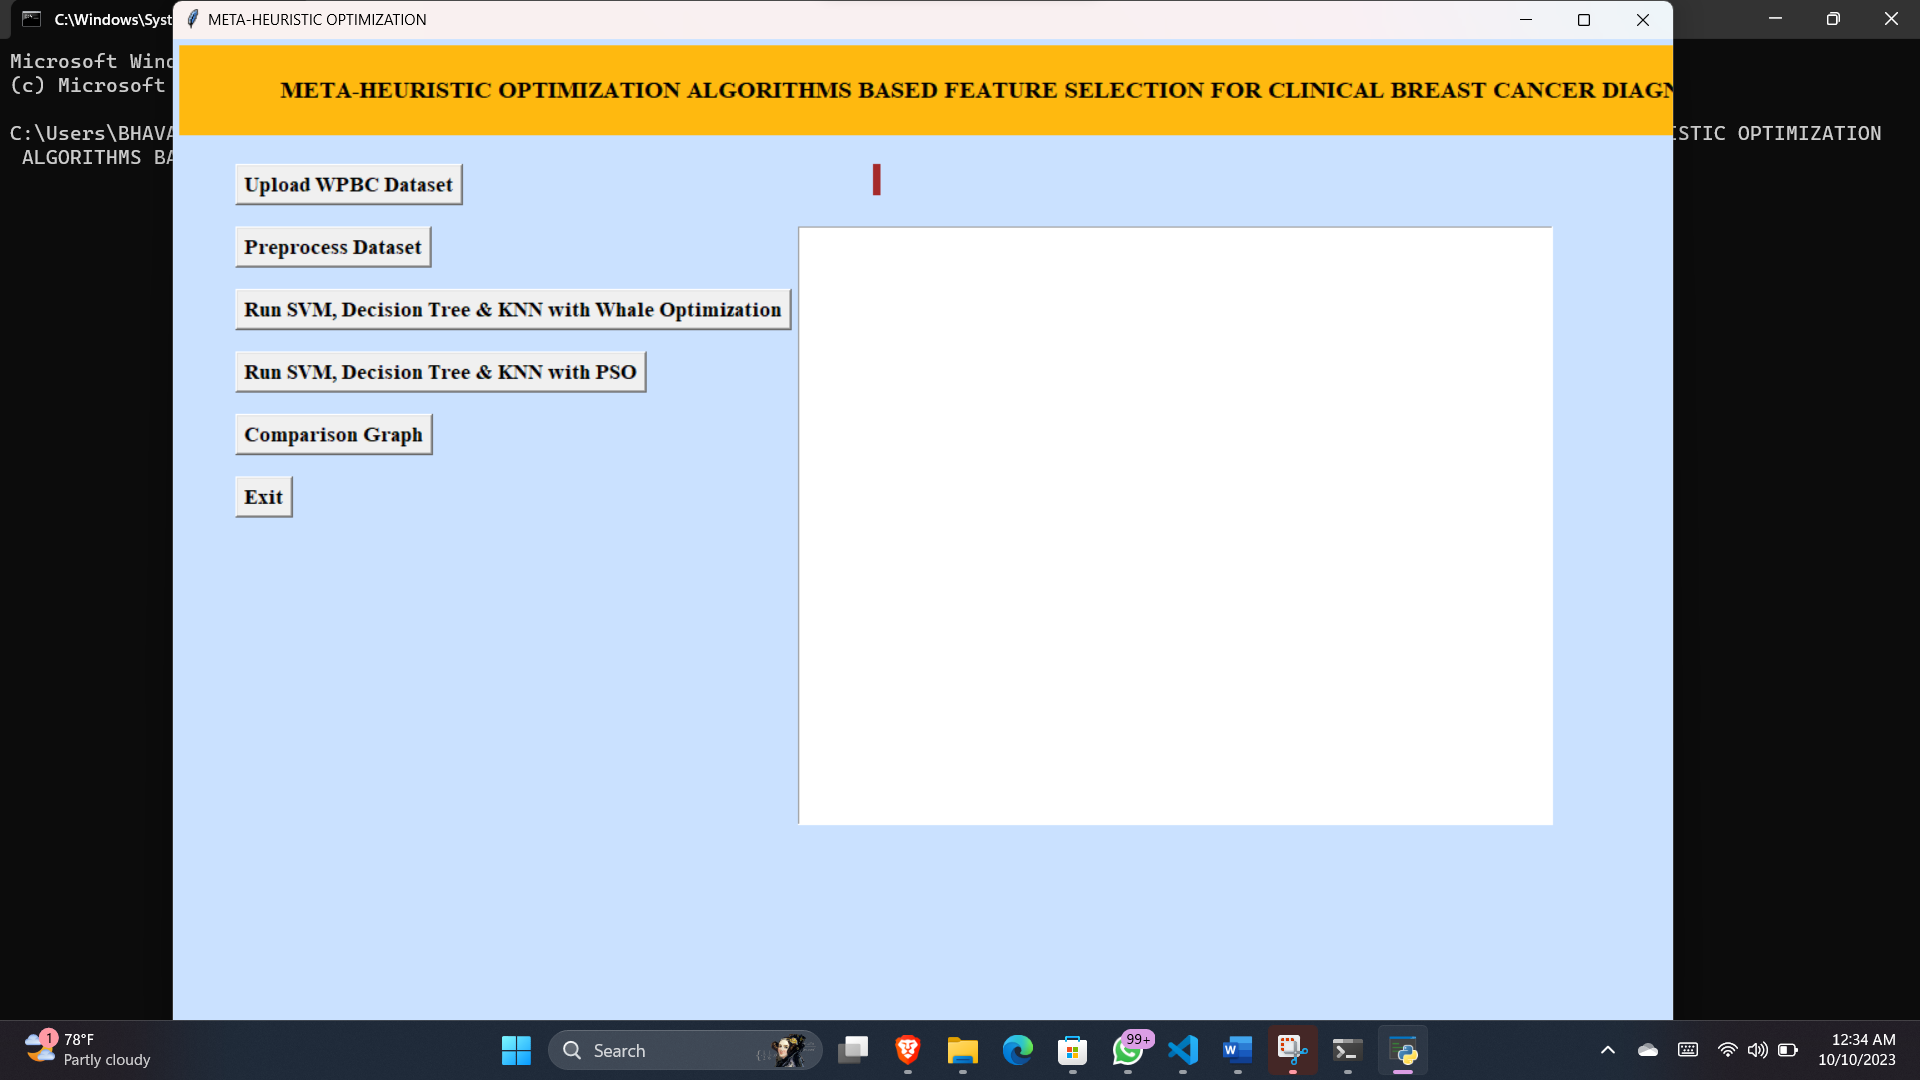 C:\Windows\Syst
META-HEURISTIC OPTIMIZATION
Microsoft Wind
(c) Microsoft
META-HEURISTIC OPTIMIZATION ALGORITHMS BASED FEATURE SELECTION FOR CLINICAL BREAST CANCER DIAGN
C:\Users\BHAVA
ISTIC OPTIMIZATION
ALGORITHMS BA
Upload WPBC Dataset
Preprocess Dataset
Run SVM, Decision Tree & KNN with Whale Optimization
Run SVM, Decision Tree & KNN with PSO
Comparison Graph
Exit
1
78°F
Partly cloudy
Search
99+
12:34 AM
10/10/2023